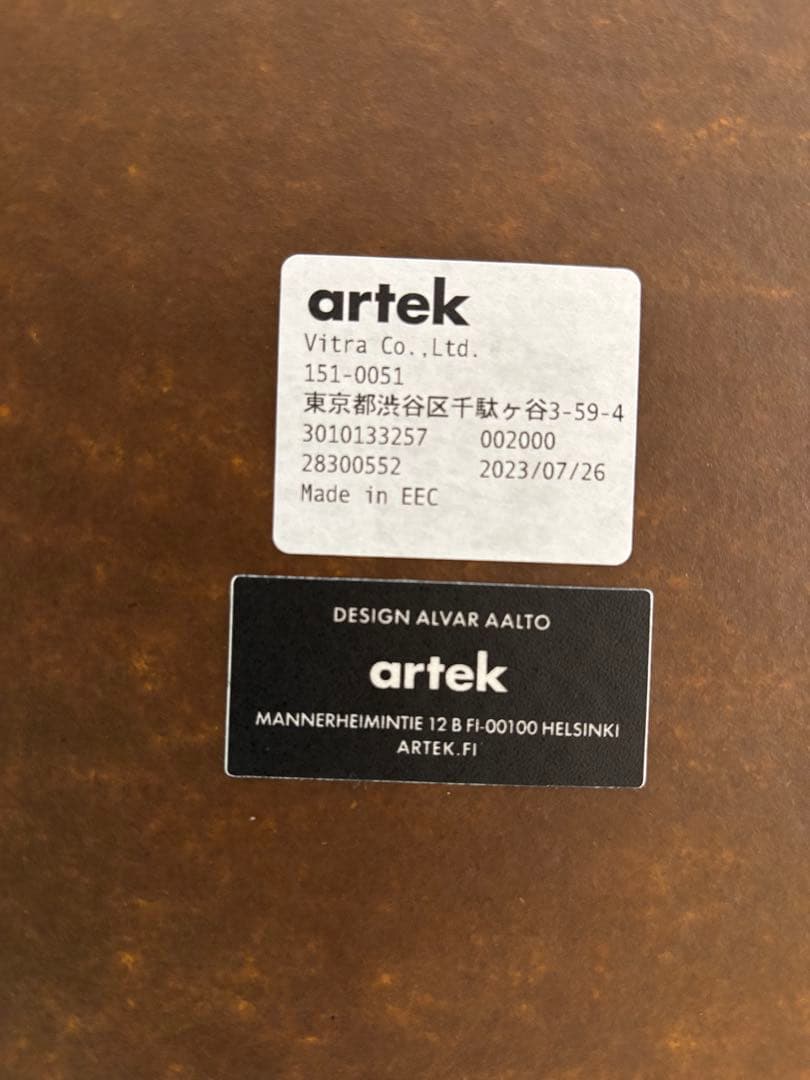 artek
Vitra Co.,Ltd.
151-0051
東京都渋谷区千駄ヶ谷3-59-4
3010133257 002000
28300552 2023/07/26
Made in EEC
DESIGN ALVAR AALTO
artek
MANNERHEIMINTIE 12 B FI-00100 HELSINKI
ARTEK.FI